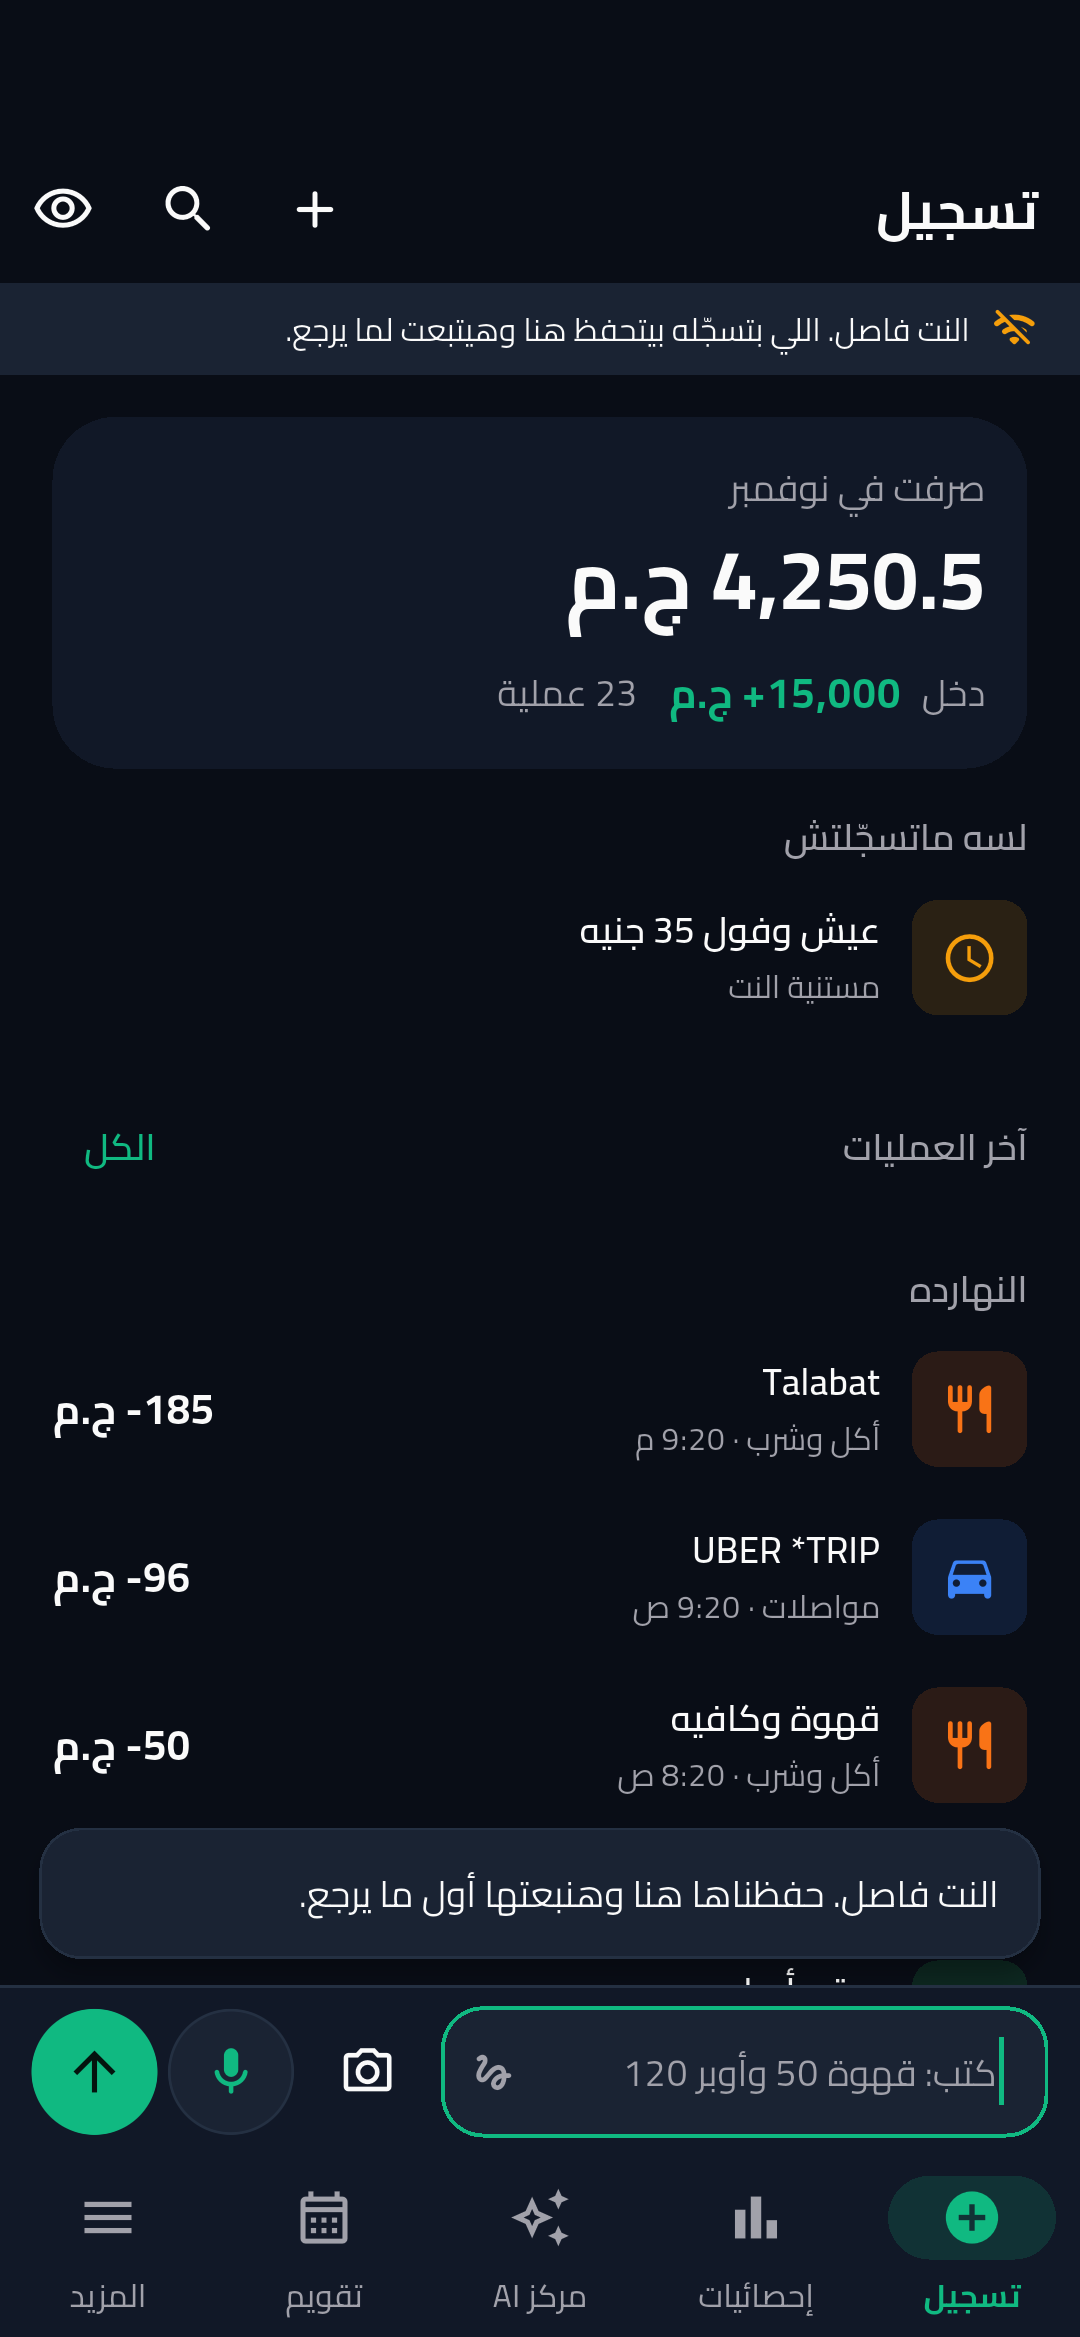 تسجيل
النت فاصل. اللي بتسجّله بيتحفظ هنا وهيتبعت لما يرجع.
صرفت في نوفمبر
4,250.5 ج.م
دخل +15,000 ج.م 23 عملية
لسه ماتسجّلتش
عيش وفول 35 جنيه
مستنية النت
آخر العمليات
الكل
النهارده
Talabat
أكل وشرب · 9:20 م
-185 ج.م
UBER *TRIP
مواصلات · 9:20 ص
-96 ج.م
قهوة وكافيه
أكل وشرب · 8:20 ص
-50 ج.م
النت فاصل. حفظناها هنا وهنبعتها أول ما يرجع.
كتب: قهوة 50 وأوبر 120
تسجيل
إحصائيات
مركز AI
تقويم
المزيد